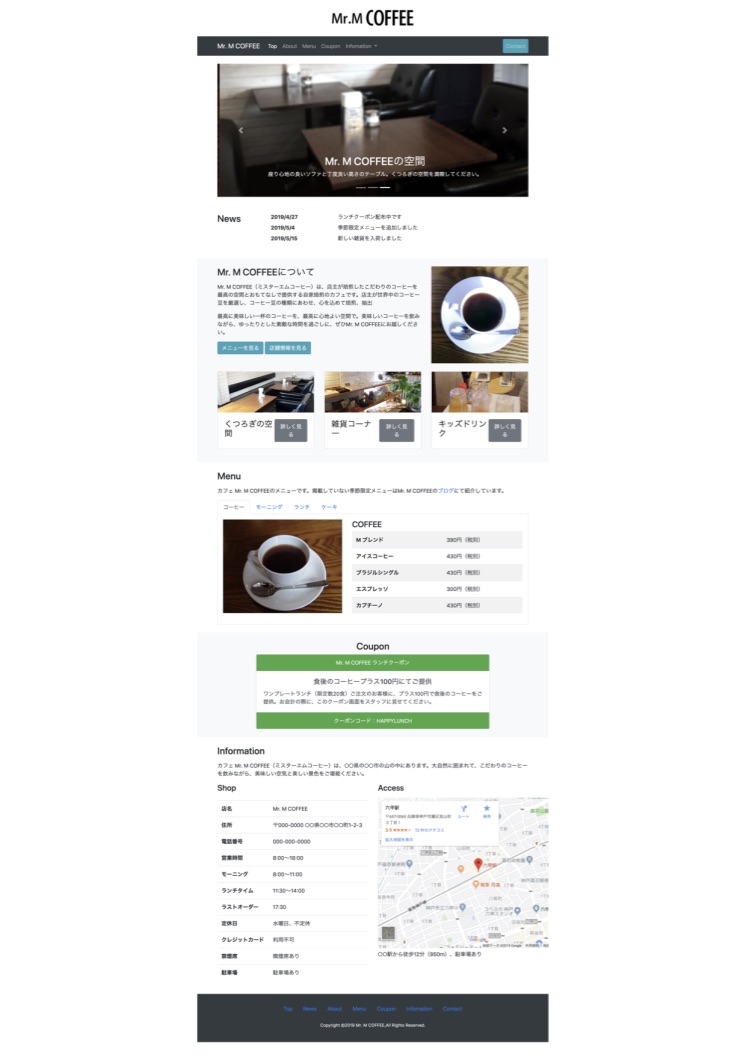 Mr.M COFFEE
Mr. M COFFEE Top About Menu Coupon Infomation Contact
Mr. M COFFEEの空間
座り心地の良いソファと丁度良い高さのテーブル。くつろぎの空間を満喫してください。
News
2019/4/27 ランチクーポン配布中です
2019/5/4 季節限定メニューを追加しました
2019/5/15 新しい雑貨を入荷しました
Mr. M COFFEEについて
Mr. M COFFEE（ミスターエムコーヒー）は、店主が焙煎したこだわりのコーヒーを
最高の空間とおもてなしで提供する自家焙煎のカフェです。店主が世界中のコーヒー
豆を厳選し、コーヒー豆の種類にあわせ、心を込めて焙煎、抽出
最高に美味しい一杯のコーヒーを、最高に心地よい空間で。美味しいコーヒーを飲み
ながら、ゆったりとした素敵な時間を過ごしに、ぜひMr. M COFFEEにお越しくださ
い。
メニューを見る 店舗情報を見る
くつろぎの空
間
詳しく見
る
雑貨コーナ
ー
詳しく見
る
キッズドリン
ク
詳しく見
る
Menu
カフェ Mr. M COFFEEのメニューです。掲載していない季節限定メニューはMr. M COFFEEのブログにて紹介しています。
コーヒー モーニング ランチ ケーキ
COFFEE
M ブレンド 390円（税別）
アイスコーヒー 430円（税別）
ブラジルシングル 430円（税別）
エスプレッソ 300円（税別）
カプチーノ 430円（税別）
Coupon
Mr. M COFFEE ランチクーポン
食後のコーヒープラス100円にてご提供
ワンプレートランチ（限定数20食）ご注文のお客様に、プラス100円で食後のコーヒーをご
提供。お会計の際に、このクーポン画面をスタッフに見せてください。
クーポンコード：HAPPYLUNCH
Information
カフェ Mr. M COFFEE（ミスターエムコーヒー）は、〇〇県の〇〇市の山の中にあります。大自然に囲まれて、こだわりのコーヒー
を飲みながら、美味しい空気と美しい景色をご堪能ください。
Shop
店名 Mr. M COFFEE
住所 〒000-0000 〇〇県〇〇市〇〇町1-2-3
電話番号 000-000-0000
営業時間 8:00〜18:00
モーニング 8:00〜11:00
ランチタイム 11:30〜14:00
ラストオーダー 17:30
定休日 水曜日、不定休
クレジットカード 利用不可
禁煙席 喫煙席あり
駐車場 駐車場あり
Access
六甲駅
ルート 保存
拡大地図を表示
〇〇駅から徒歩12分（950m）、駐車場あり
Top News About Menu Coupon Infomation Contact
Copyright @2019 Mr. M COFFEE,All Rights Reserved.